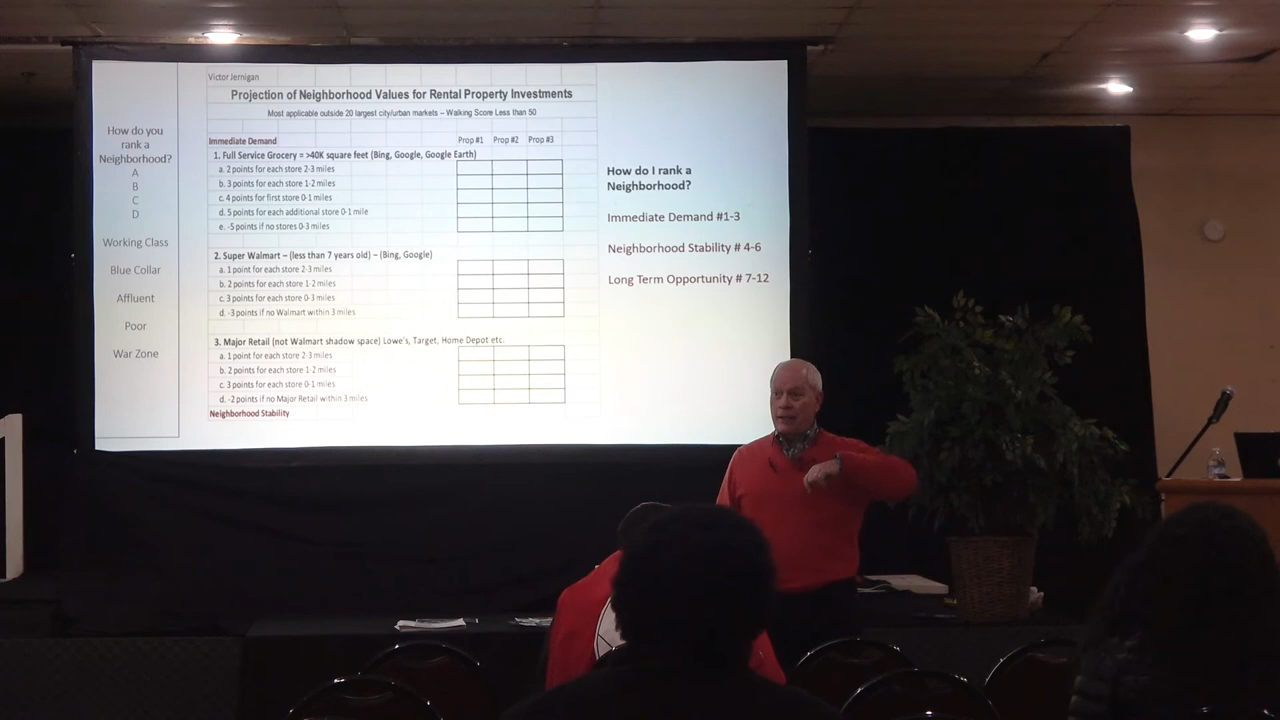 How do you
rank a
Neighborhood?
A
B
C
D
Working Class
Blue Collar
Affluent
Poor
War Zone
Victor Jernigan
Projection of Neighborhood Values for Rental Property Investments
Most applicable outside 20 largest city/urban markets – Walking Score Less than 50
Immediate Demand Prop #1 Prop #2 Prop #3
1. Full Service Grocery = >40K square feet (Bing, Google, Google Earth)
a. 2 points for each store 2-3 miles
b. 3 points for each store 1-2 miles
c. 4 points for first store 0-1 miles
d. 5 points for each additional store 0-1 mile
e. -5 points if no stores 0-3 miles
2. Super Walmart – (less than 7 years old) – (Bing, Google)
a. 1 point for each store 2-3 miles
b. 2 points for each store 1-2 miles
c. 3 points for each store 0-3 miles
d. -3 points if no Walmart within 3 miles
3. Major Retail (not Walmart shadow space) Lowe's, Target, Home Depot etc.
a. 1 point for each store 2-3 miles
b. 2 points for each store 1-2 miles
c. 3 points for each store 0-1 miles
d. -2 points if no Major Retail within 3 miles
Neighborhood Stability
How do I rank a
Neighborhood?
Immediate Demand #1-3
Neighborhood Stability # 4-6
Long Term Opportunity # 7-12